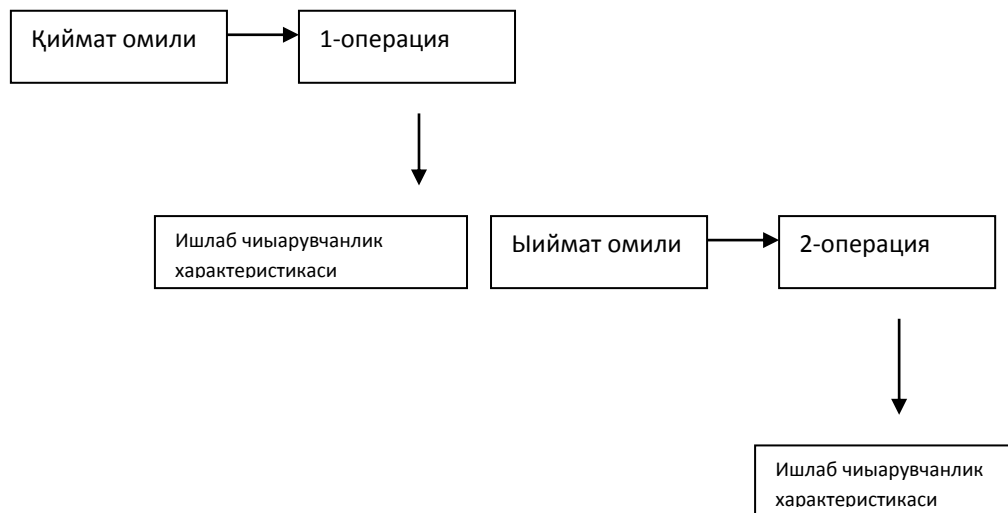 Қиймат омили
1-операция
Ишлаб чиыарувчанлик
характеристикаси
Ыиймат омили
2-операция
Ишлаб чиыарувчанлик
характеристикаси